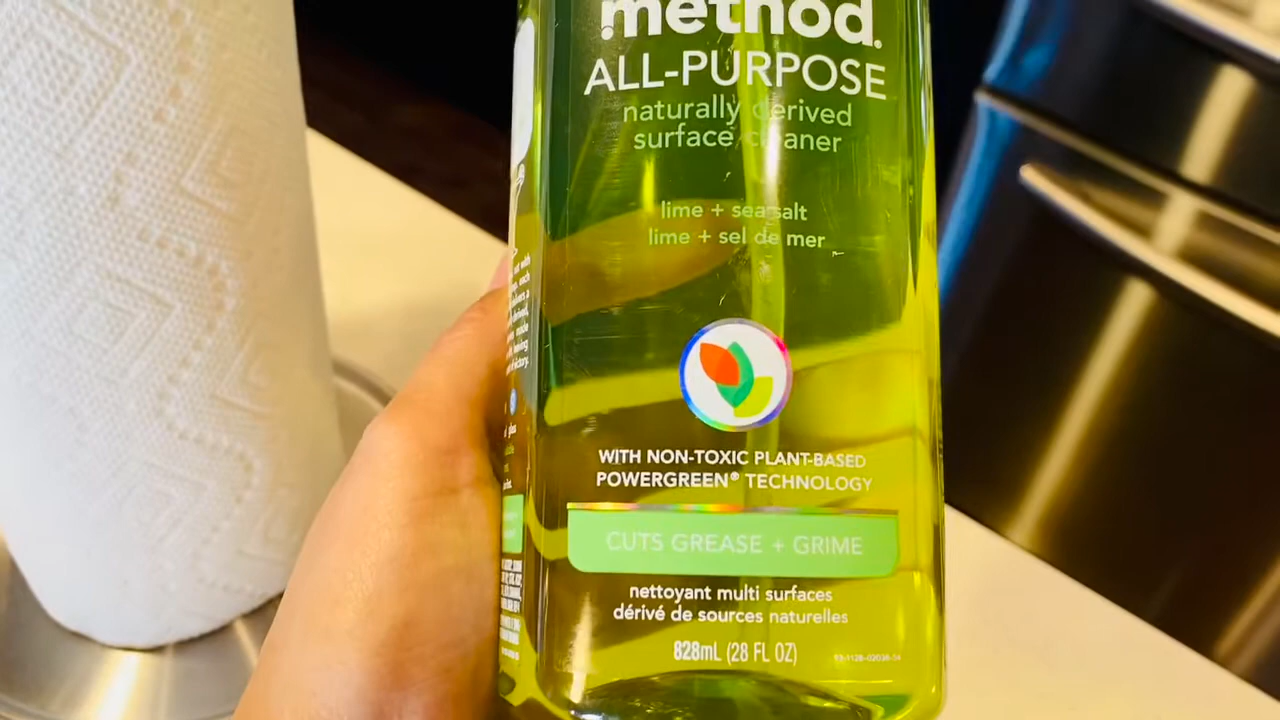 method.
ALL-PURPOSE
naturally derived
surface cleaner
lime + sea salt
lime + sel de mer
WITH NON-TOXIC PLANT-BASED
POWERGREEN® TECHNOLOGY
CUTS GREASE + GRIME
nettoyant multi surfaces
dérivé de sources naturelles
828mL (28 FL OZ)